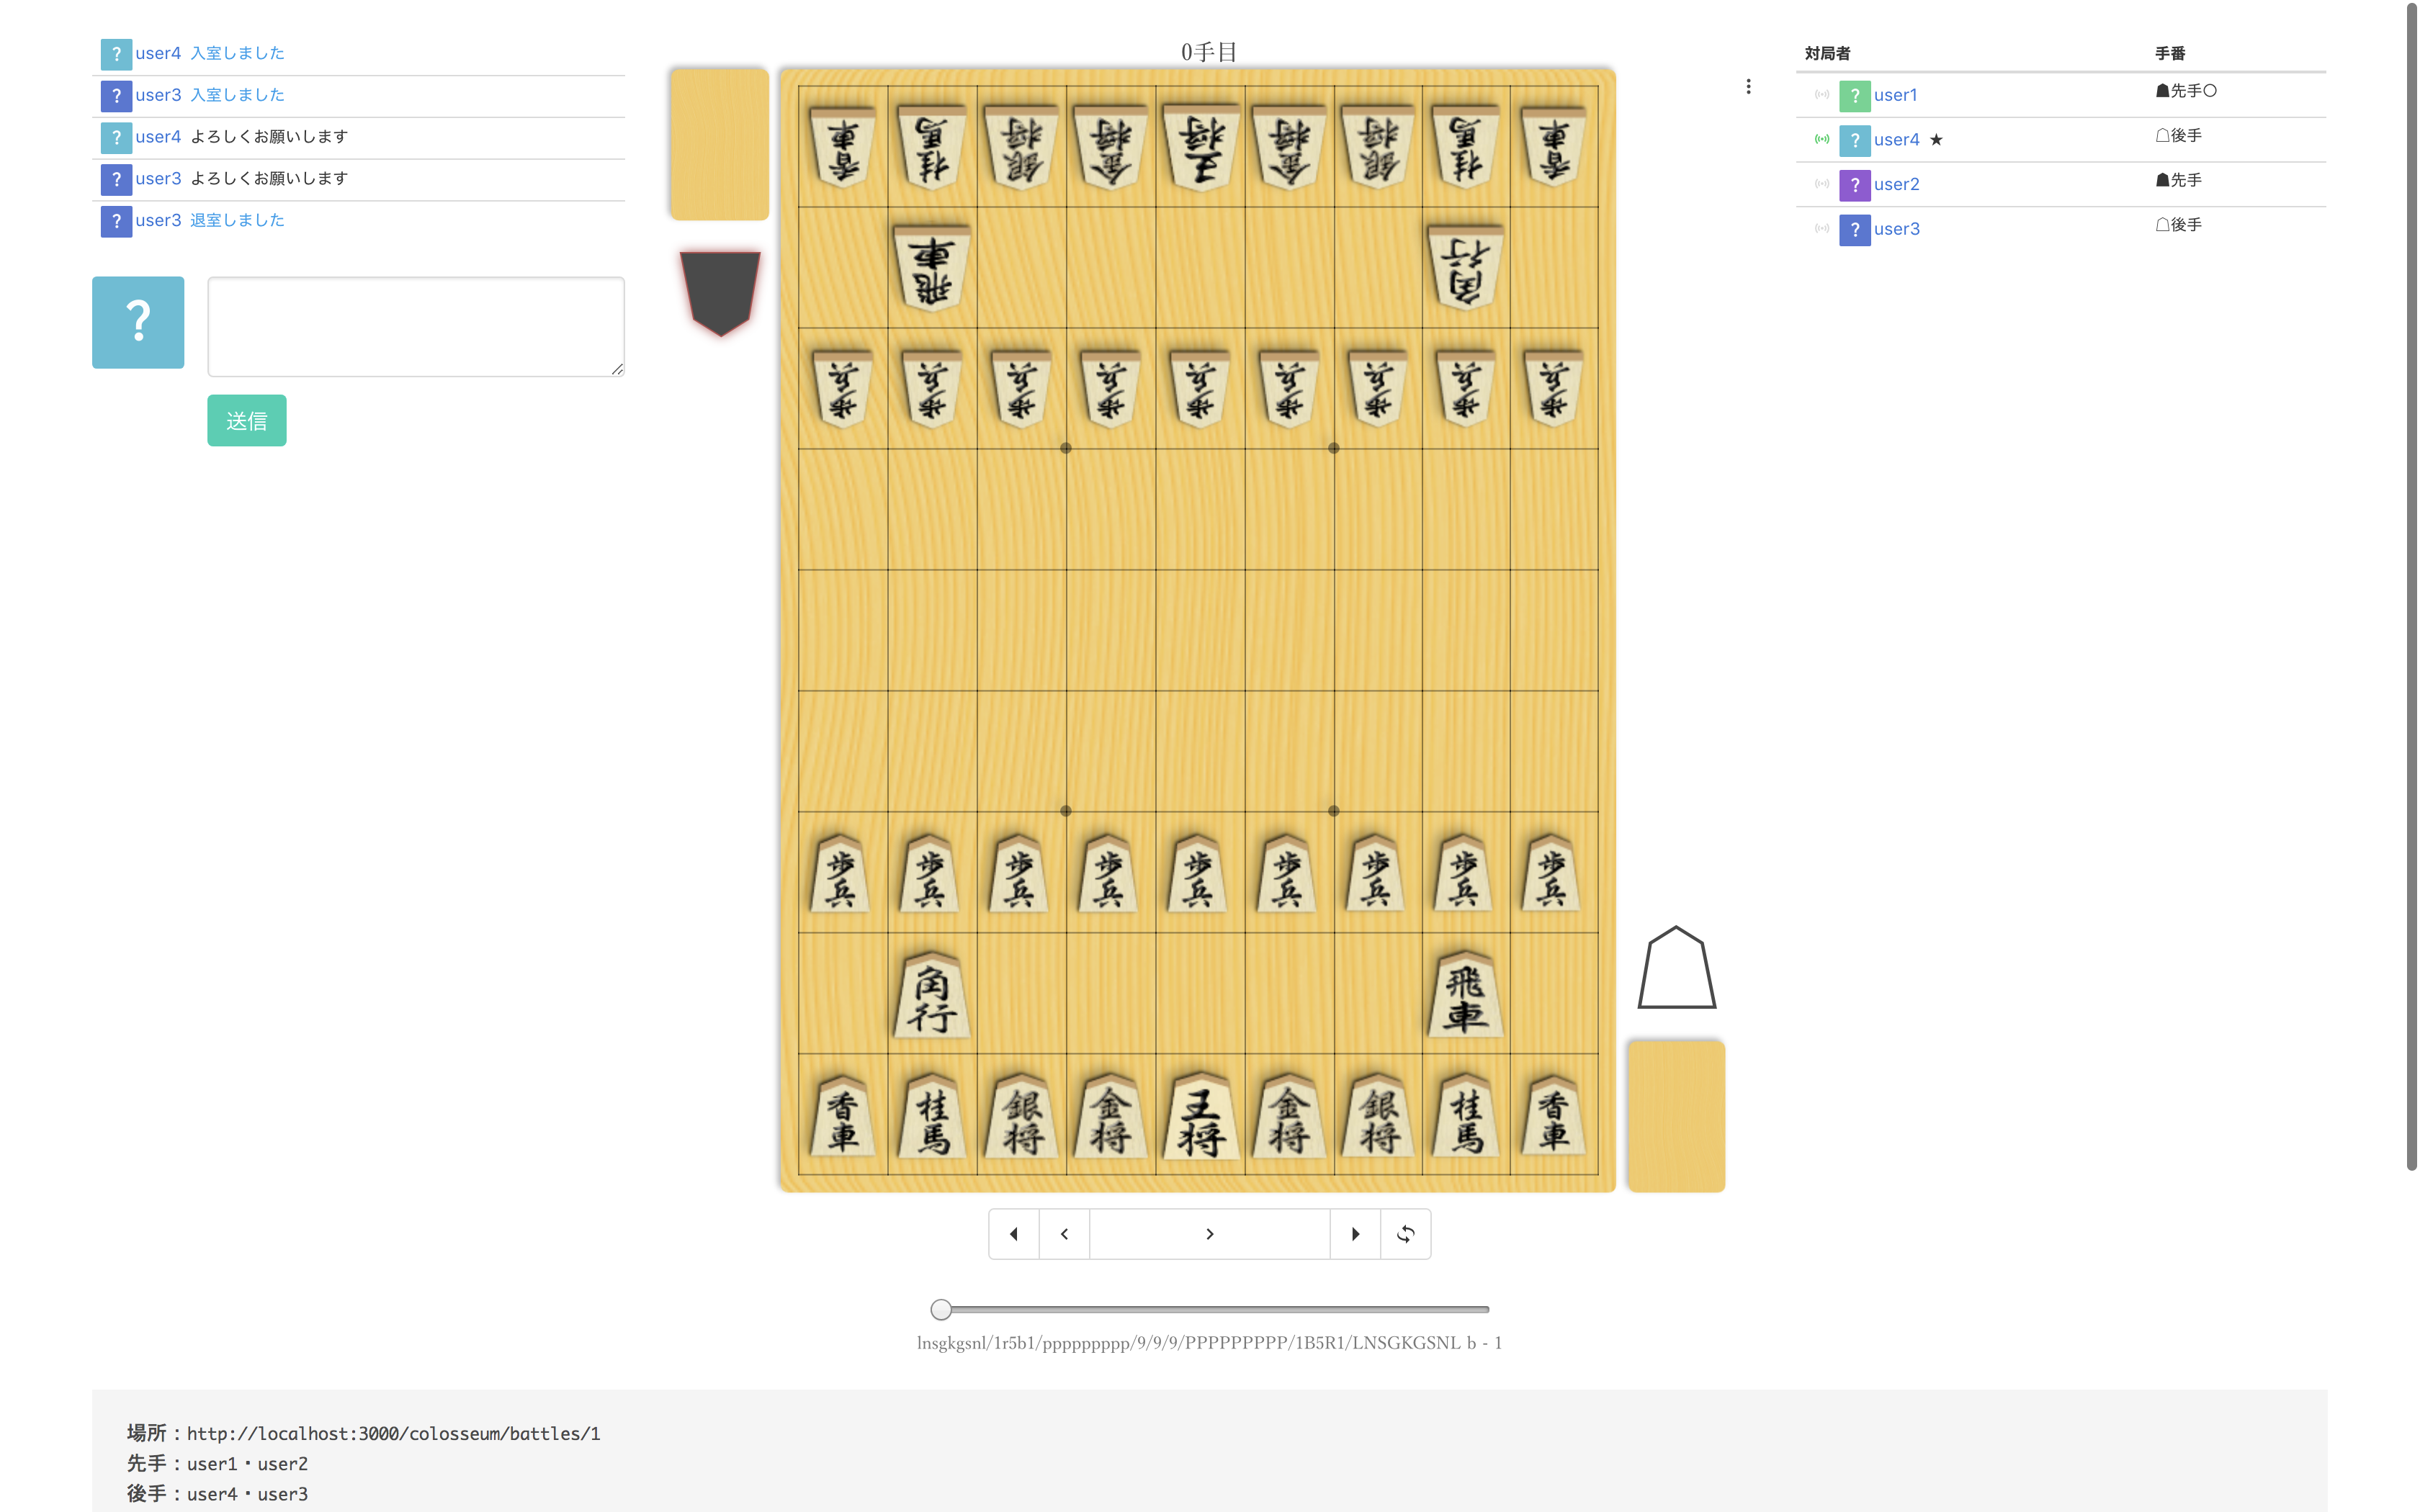 ? user4 入室しました
? user3 入室しました
? user4 よろしくお願いします
? user3 よろしくお願いします
? user3 退室しました
?
送信
0手目
香車 桂馬 銀将 金将 王将 金将 銀将 桂馬 香車
飛車 角行
歩兵 歩兵 歩兵 歩兵 歩兵 歩兵 歩兵 歩兵 歩兵
歩兵 歩兵 歩兵 歩兵 歩兵 歩兵 歩兵 歩兵 歩兵
角行 飛車
香車 桂馬 銀将 金将 王将 金将 銀将 桂馬 香車
lnsgkgsnl/1r5b1/ppppppppp/9/9/9/PPPPPPPPP/1B5R1/LNSGKGSNL b - 1
対局者 手番
? user1 ☗先手○
? user4 ★ ☖後手
? user2 ☗先手
? user3 ☖後手
場所：http://localhost:3000/colosseum/battles/1
先手：user1・user2
後手：user4・user3